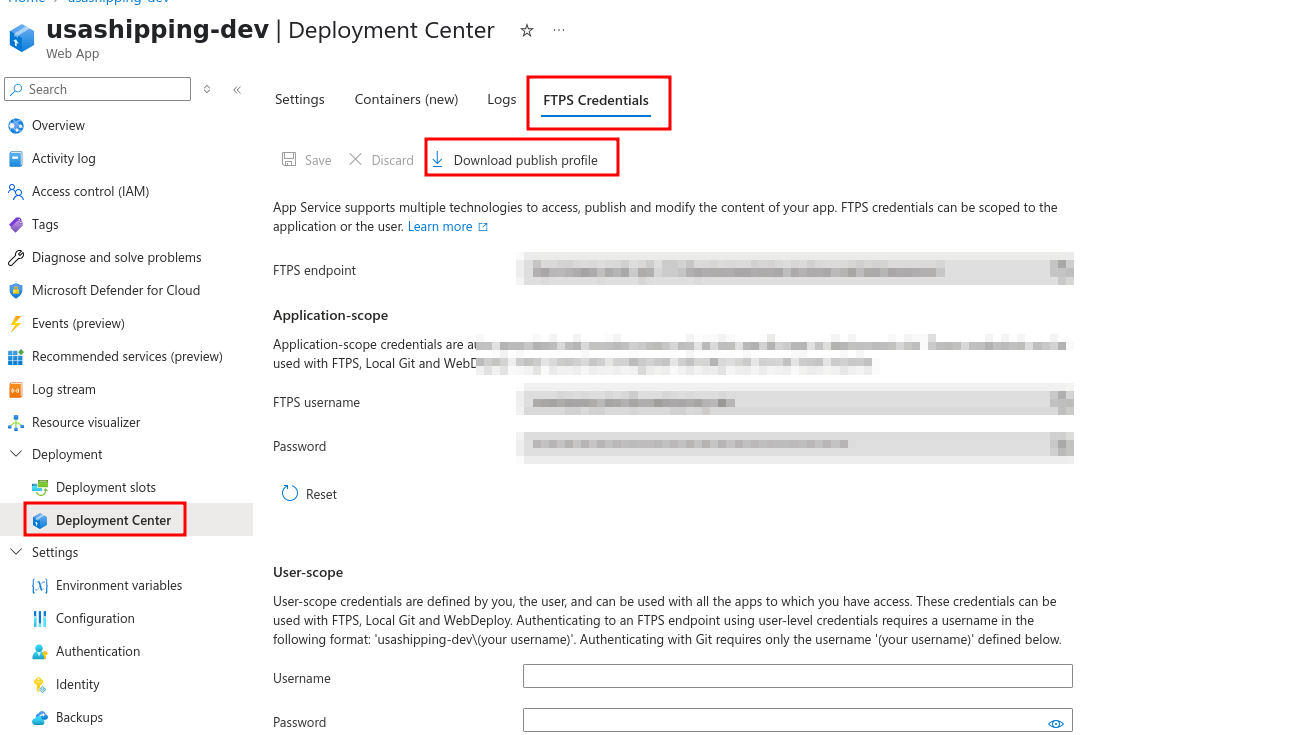 Home
usashipping-dev
usashipping-dev | Deployment Center
Web App
Search
Overview
Activity log
Access control (IAM)
Tags
Diagnose and solve problems
Microsoft Defender for Cloud
Events (preview)
Recommended services (preview)
Log stream
Resource visualizer
Deployment
Deployment slots
Deployment Center
Settings
Environment variables
Configuration
Authentication
Identity
Backups
Settings Containers (new) Logs FTPS Credentials
Save Discard Download publish profile
App Service supports multiple technologies to access, publish and modify the content of your app. FTPS credentials can be scoped to the
application or the user. Learn more
FTPS endpoint
Application-scope
Application-scope credentials are
used with FTPS, Local Git and
FTPS username
Password
Reset
User-scope
User-scope credentials are defined by you, the user, and can be used with all the apps to which you have access. These credentials can be
used with FTPS, Local Git and WebDeploy. Authenticating to an FTPS endpoint using user-level credentials requires a username in the
following format: 'usashipping-dev\(your username)'. Authenticating with Git requires only the username '(your username)' defined below.
Username
Password